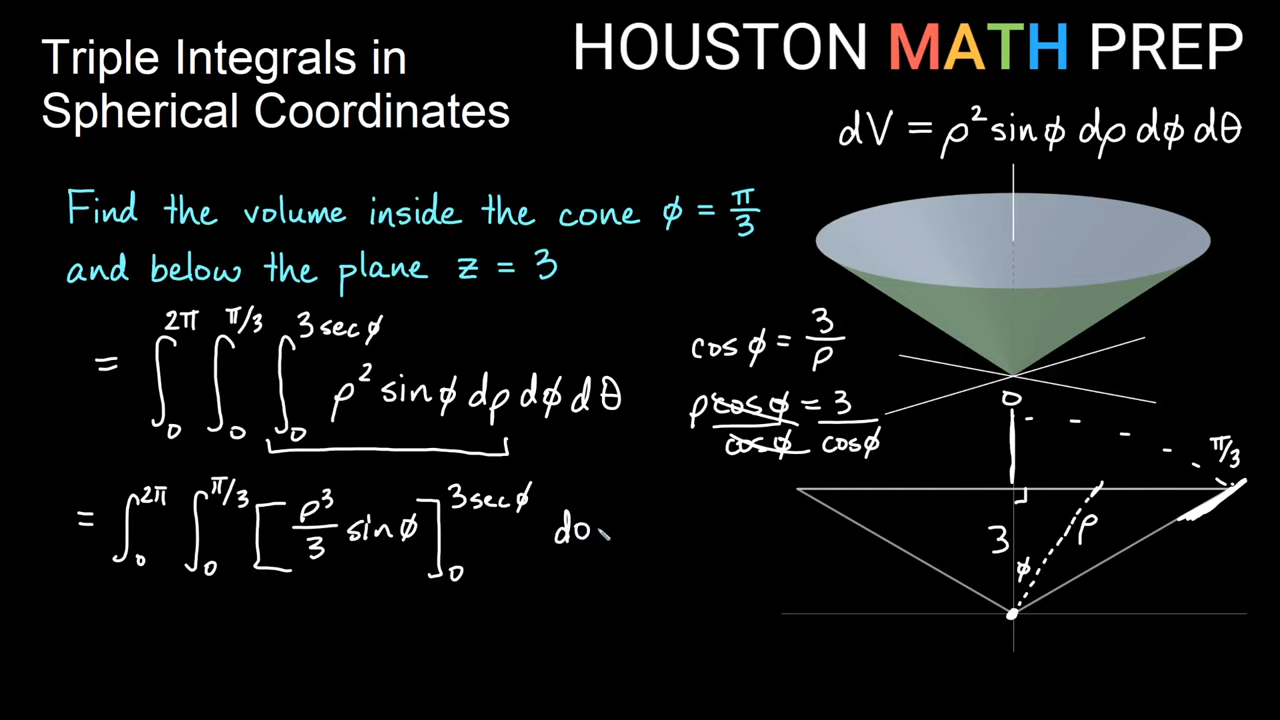 Triple Integrals in
Spherical Coordinates
HOUSTON MATH PREP
dV = ρ² sin ϕ dρ dϕ dθ
Find the volume inside the cone ϕ = π/3
and below the plane z = 3
= ∫₀^2π ∫₀^π/3 ∫₀^3 sec ϕ ρ² sin ϕ dρ dϕ dθ
cos ϕ = 3/ρ
ρ cos ϕ / cos ϕ = 3 / cos ϕ
= ∫₀^2π ∫₀^π/3 [ρ³/3 sin ϕ]₀^3 sec ϕ do
0
π/3
3
ρ
ϕ